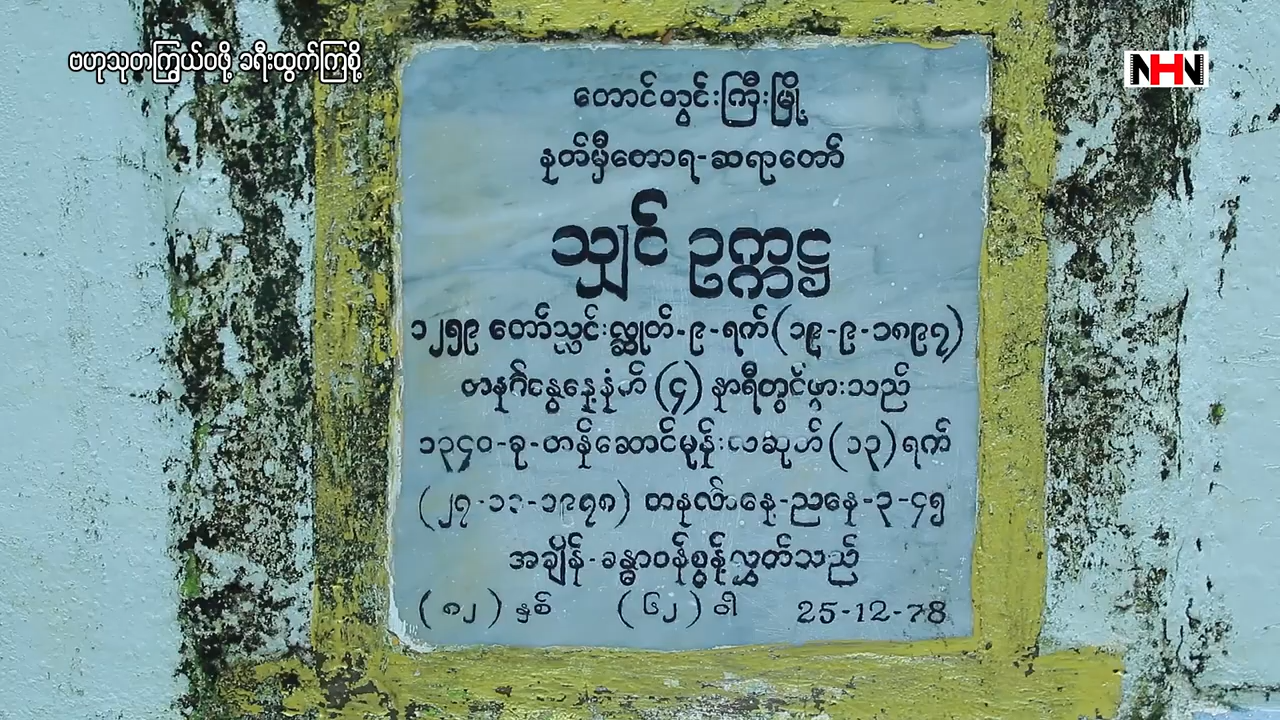 ဗဟုသုတကြွယ်ဝဖို့ ခရီးထွက်ကြစို့
NHN
တောင်တွင်းကြီးမြို့
နတ်မှီတောရ-ဆရာတော်
သျှင် ဥက္ကဋ္ဌ
၁၂၅၉ တော်သ္လင်းလ္ဆုတ်-၉-ရက်(၁၉-၉-၁၈၉၇)
တနင်္ဂနွေနေ့နံနက် (၄) နာရီတွင်ဖွားသည်
၁၃၄၀-ခု-တန်ဆောင်မုန်းလဆုတ်(၁၃)ရက်
(၂၇-၁၁-၁၉၇၈) တနင်္လာနေ့-ညနေ-၃-၄၅
အချိန်-ခန္ဓာဝန်စွန့်လွှတ်သည်
(၈၂) နှစ် (၆၂) ဝါ 25-12-78